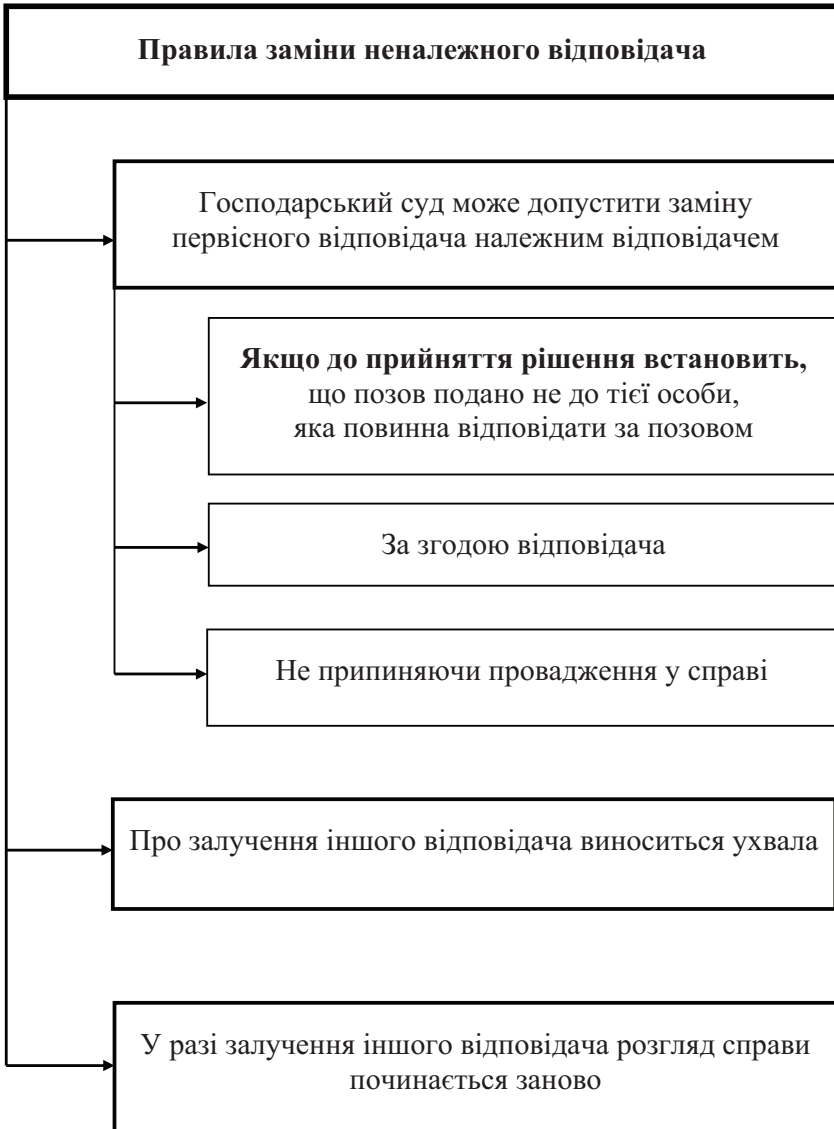 Правила заміни неналежного відповідача
Господарський суд може допустити заміну
первісного відповідача належним відповідачем
Якщо до прийняття рішення встановить,
що позов подано не до тієї особи,
яка повинна відповідати за позовом
За згодою відповідача
Не припиняючи провадження у справі
Про залучення іншого відповідача виноситься ухвала
У разі залучення іншого відповідача розгляд справи
починається заново